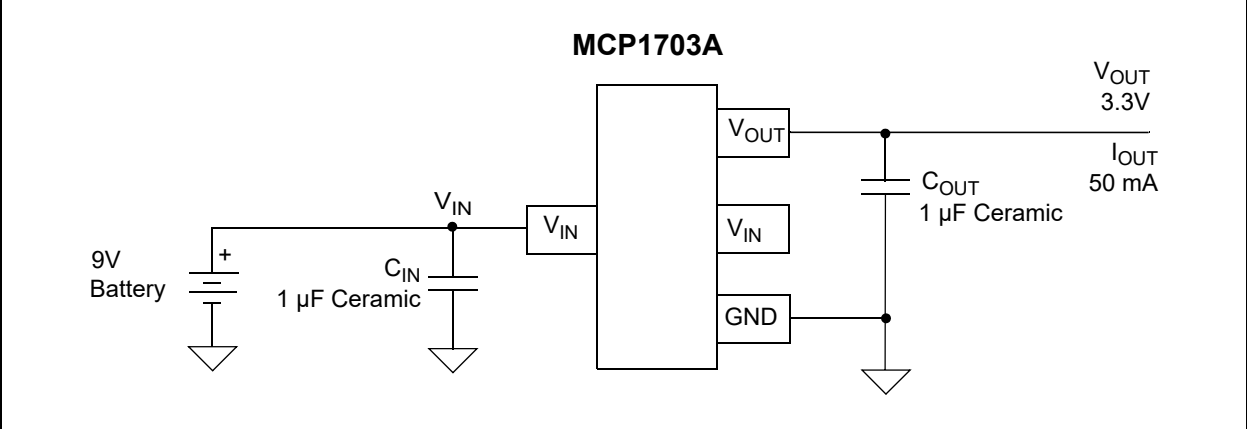 MCP1703A
VOUT
3.3V
VOUT
IOUT
50 mA
COUT
1 µF Ceramic
VIN
VIN
VIN
9V
Battery
+
CIN
1 µF Ceramic
GND